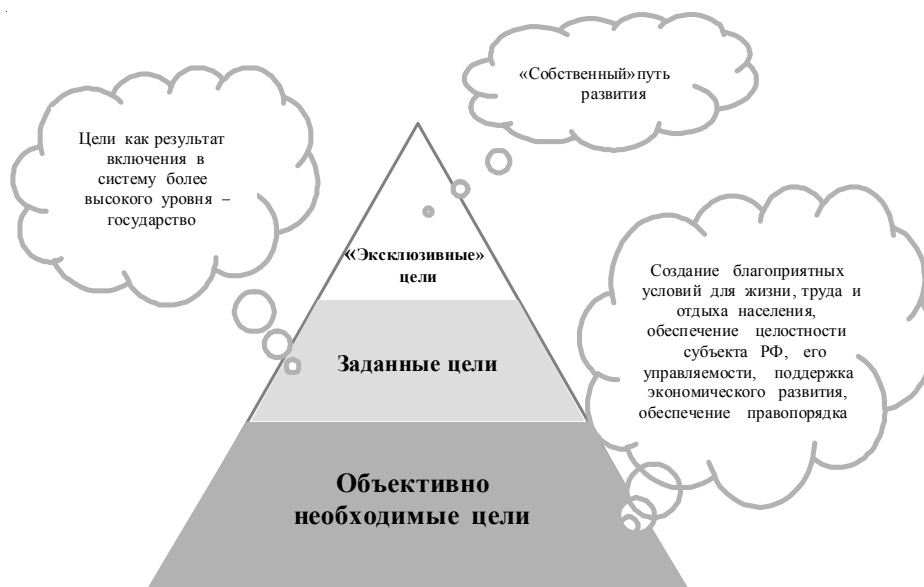 «Собственный»путь
развития
Цели как результат
включения в
систему более
высокого уровня –
государство
«Эксклюзивные»
цели
Создание благоприятных
условий для жизни, труда и
отдыха населения,
обеспечение целостности
субъекта РФ, его
управляемости, поддержка
экономического развития,
обеспечение правопорядка
Заданные цели
Объективно
необходимые цели